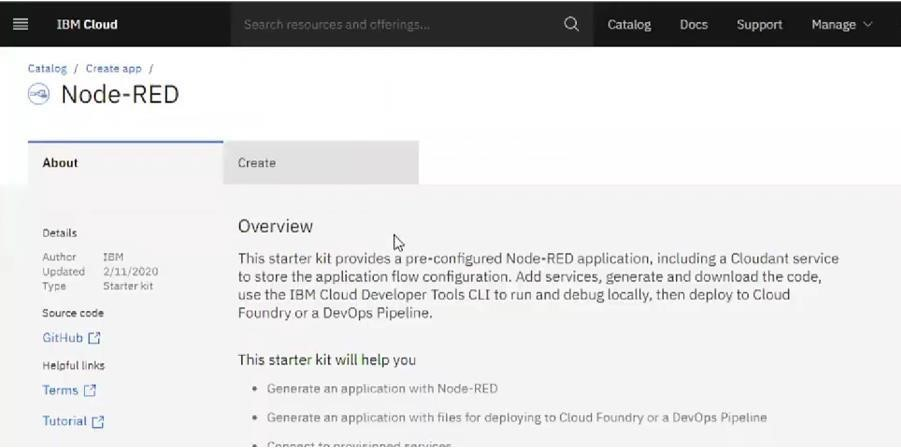 IBM Cloud
Search resources and offerings...
Catalog
Docs
Support
Manage
Catalog / Create app /
Node-RED
About
Create
Details
Author IBM
Updated 2/11/2020
Type Starter kit
Source code
GitHub
Helpful links
Terms
Tutorial
Overview
This starter kit provides a pre-configured Node-RED application, including a Cloudant service
to store the application flow configuration. Add services, generate and download the code,
use the IBM Cloud Developer Tools CLI to run and debug locally, then deploy to Cloud
Foundry or a DevOps Pipeline.
This starter kit will help you
• Generate an application with Node-RED
• Generate an application with files for deploying to Cloud Foundry or a DevOps Pipeline
• Connect to provisioned services